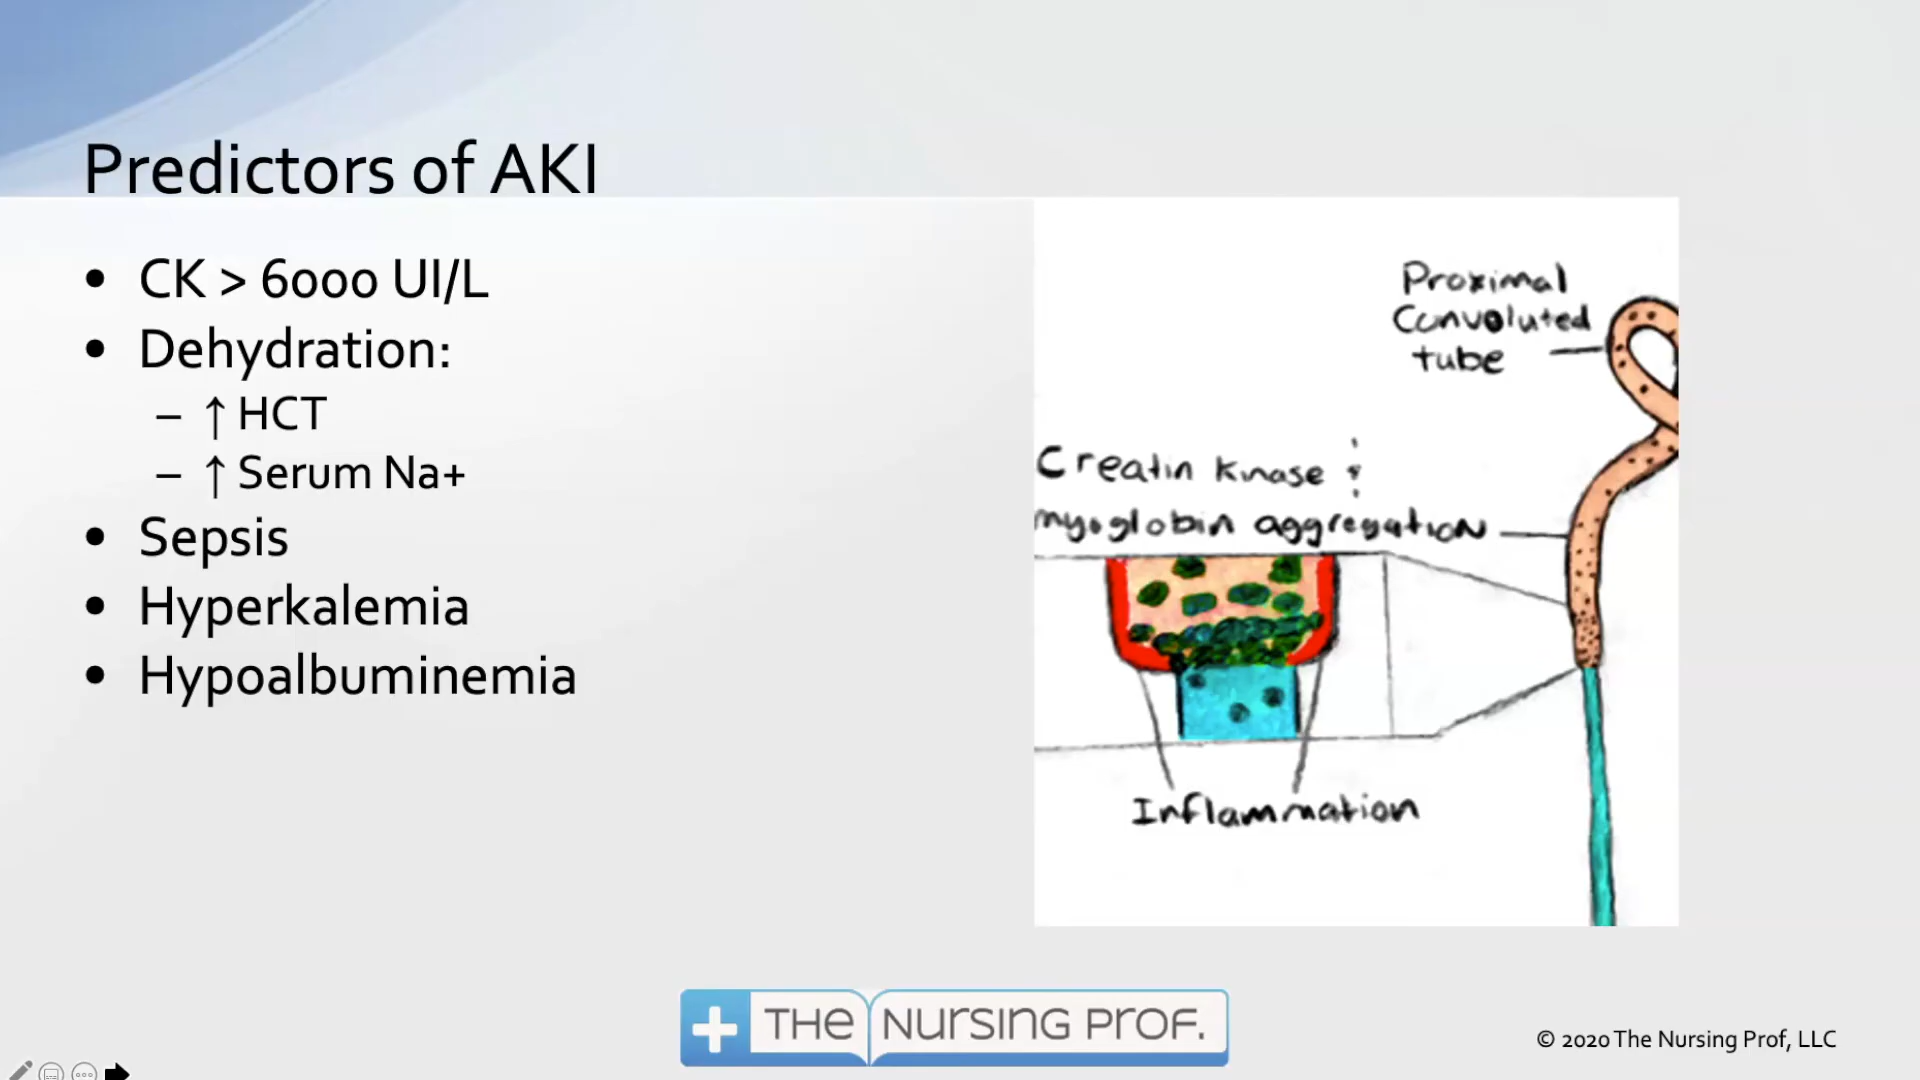 Predictors of AKI
• CK > 6000 UI/L
• Dehydration:
– ↑ HCT
– ↑ Serum Na+
• Sepsis
• Hyperkalemia
• Hypoalbuminemia
Proximal
Convoluted
tube
Creatin kinase &
myoglobin aggregation
Inflammation
THE NURSING PROF.
© 2020 The Nursing Prof, LLC